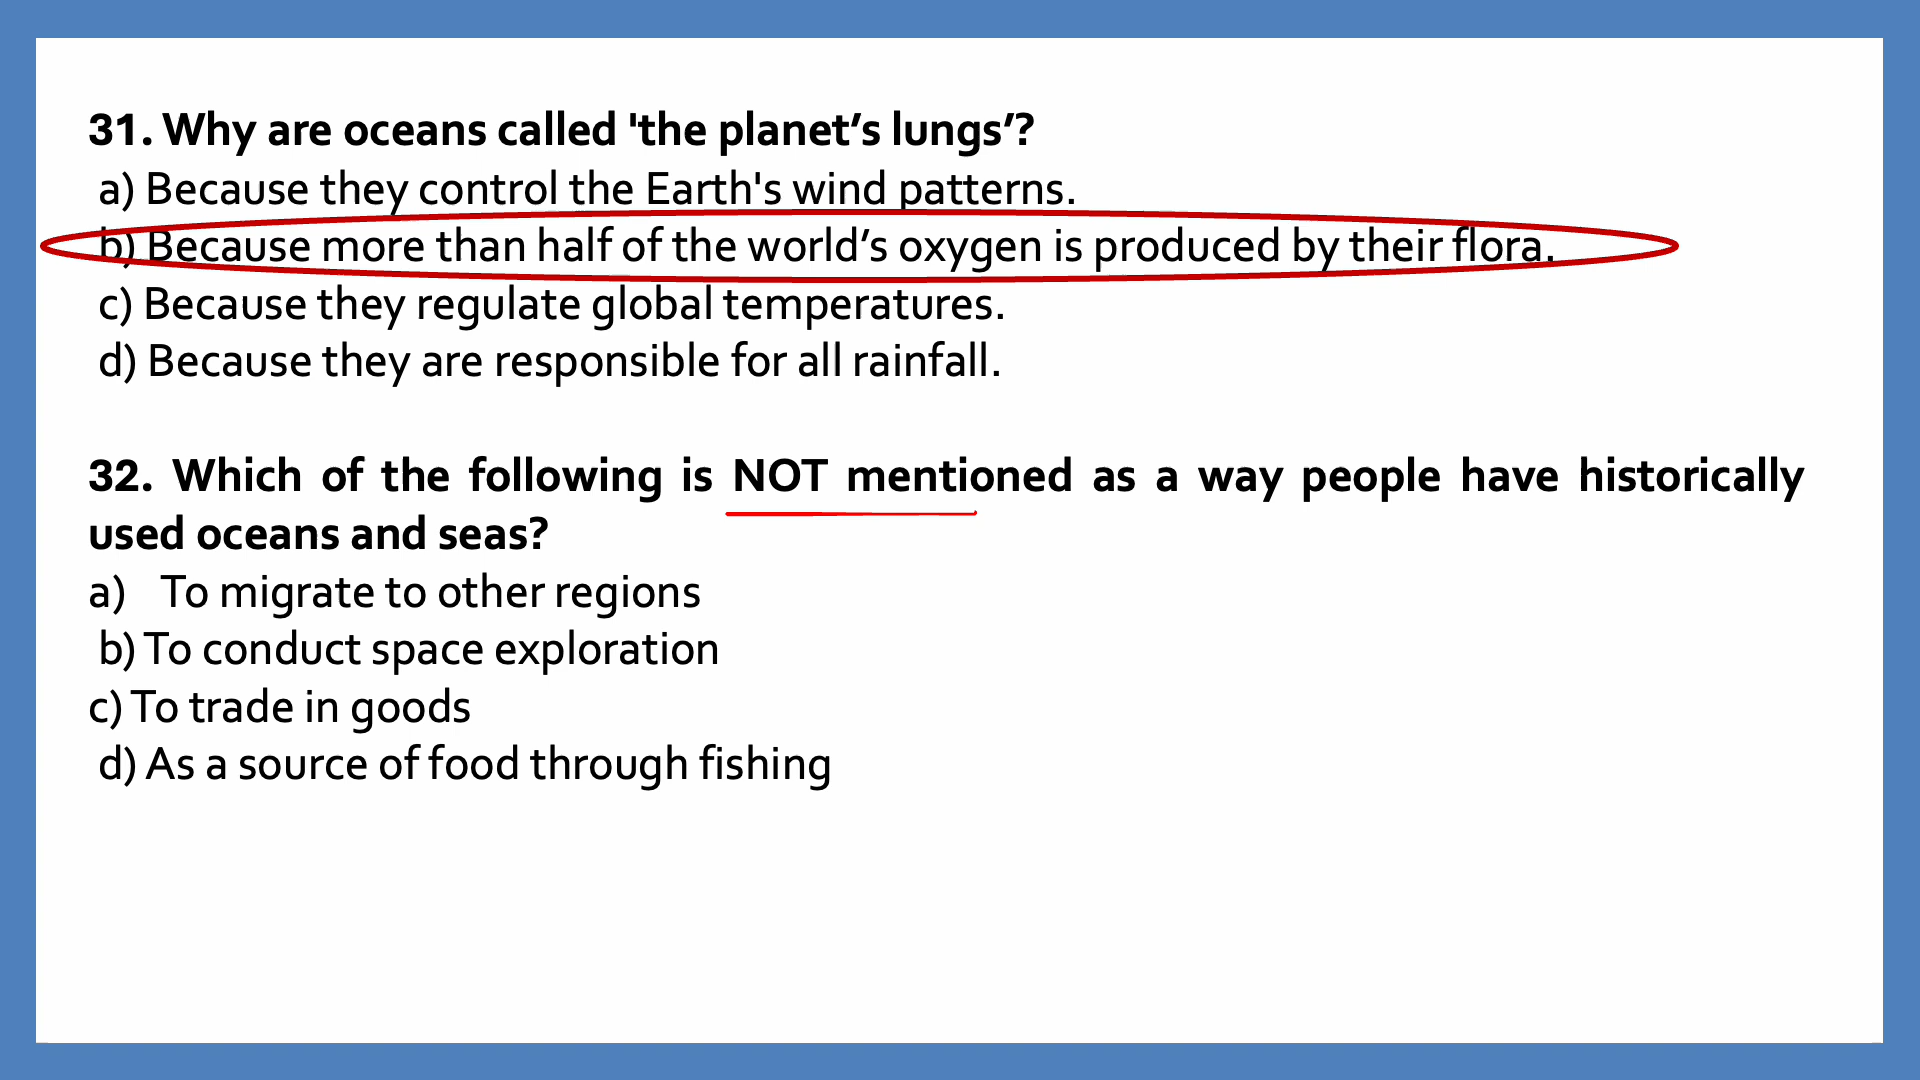 31. Why are oceans called 'the planet’s lungs’?
a) Because they control the Earth's wind patterns.
b) Because more than half of the world’s oxygen is produced by their flora.
c) Because they regulate global temperatures.
d) Because they are responsible for all rainfall.
32. Which of the following is NOT mentioned as a way people have historically
used oceans and seas?
a) To migrate to other regions
b) To conduct space exploration
c) To trade in goods
d) As a source of food through fishing